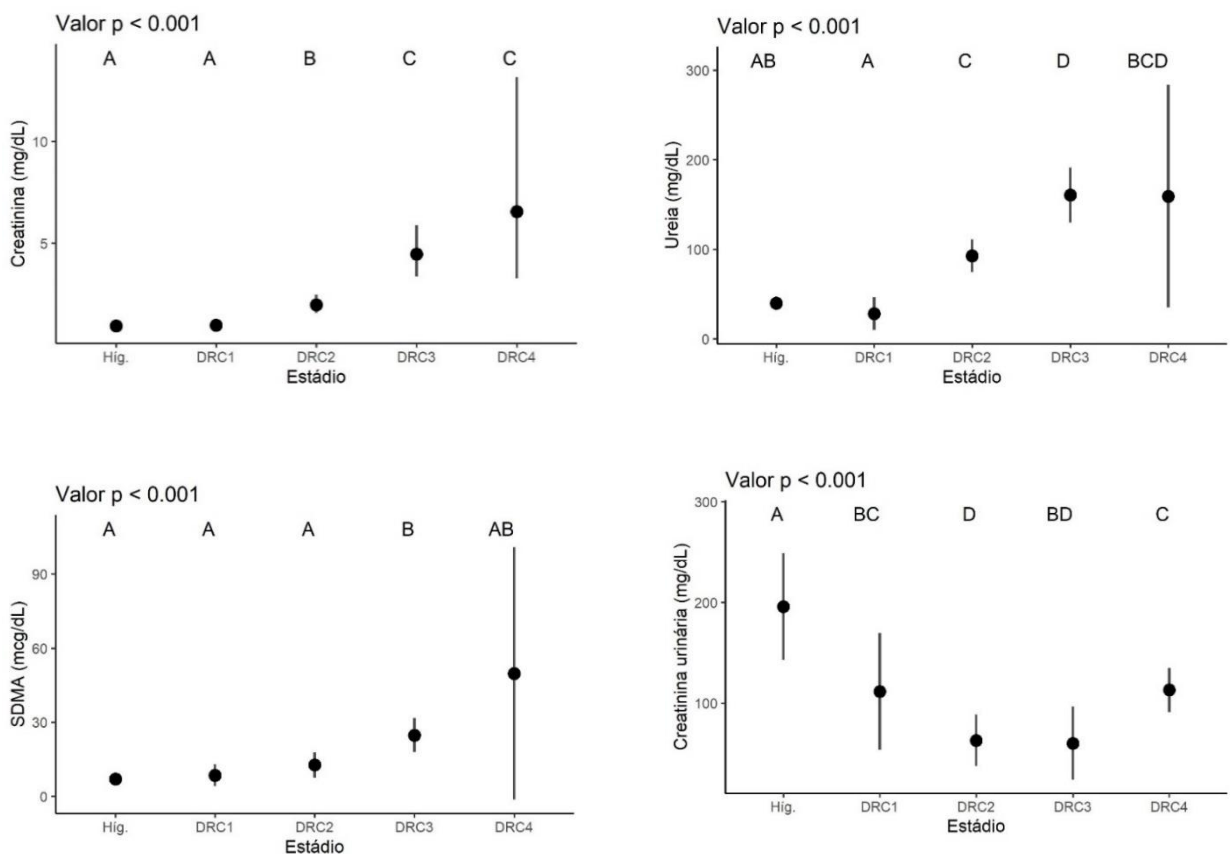 Valor p < 0.001
A A B C C
Creatinina (mg/dL)
10
5
Híg. DRC1 DRC2 DRC3 DRC4
Estádio
Valor p < 0.001
AB A C D BCD
Ureia (mg/dL)
300
200
100
0
Híg. DRC1 DRC2 DRC3 DRC4
Estádio
Valor p < 0.001
A A A B AB
SDMA (mcg/dL)
90
60
30
0
Híg. DRC1 DRC2 DRC3 DRC4
Estádio
Valor p < 0.001
A BC D BD C
Creatinina urinária (mg/dL)
300
200
100
Híg. DRC1 DRC2 DRC3 DRC4
Estádio